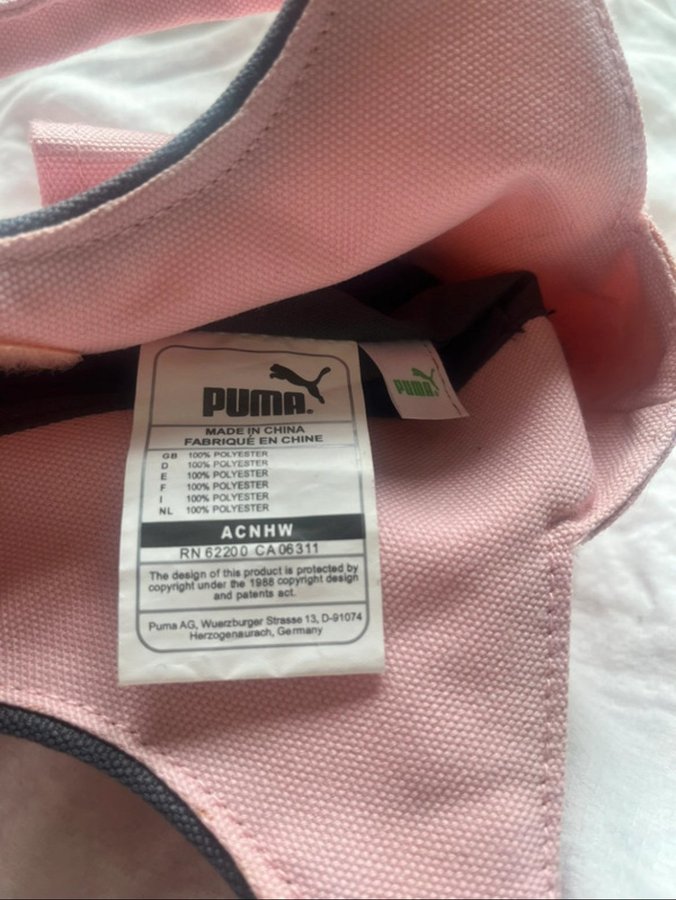 PUMA®
PUMA
MADE IN CHINA
FABRIQUÉ EN CHINE
GB 100% POLYESTER
D 100% POLYESTER
E 100% POLYESTER
F 100% POLYESTER
I 100% POLYESTER
NL 100% POLYESTER
ACNHW
RN 62200 CA 06311
The design of this product is protected by
copyright under the 1988 copyright design
and patents act.
Puma AG, Wuerzburger Strasse 13, D-91074
Herzogenaurach, Germany